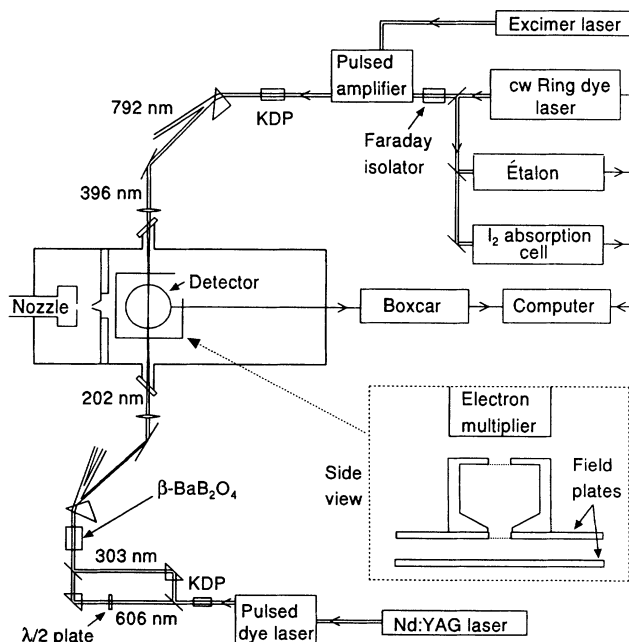 Excimer laser
Pulsed
amplifier
cw Ring dye
laser
792 nm
KDP
Faraday
isolator
Étalon
396 nm
I₂ absorption
cell
Detector
Nozzle
Boxcar
Computer
202 nm
Electron
multiplier
Side
view
Field
plates
β-BaB₂O₄
303 nm
KDP
606 nm
λ/2 plate
Pulsed
dye laser
Nd:YAG laser